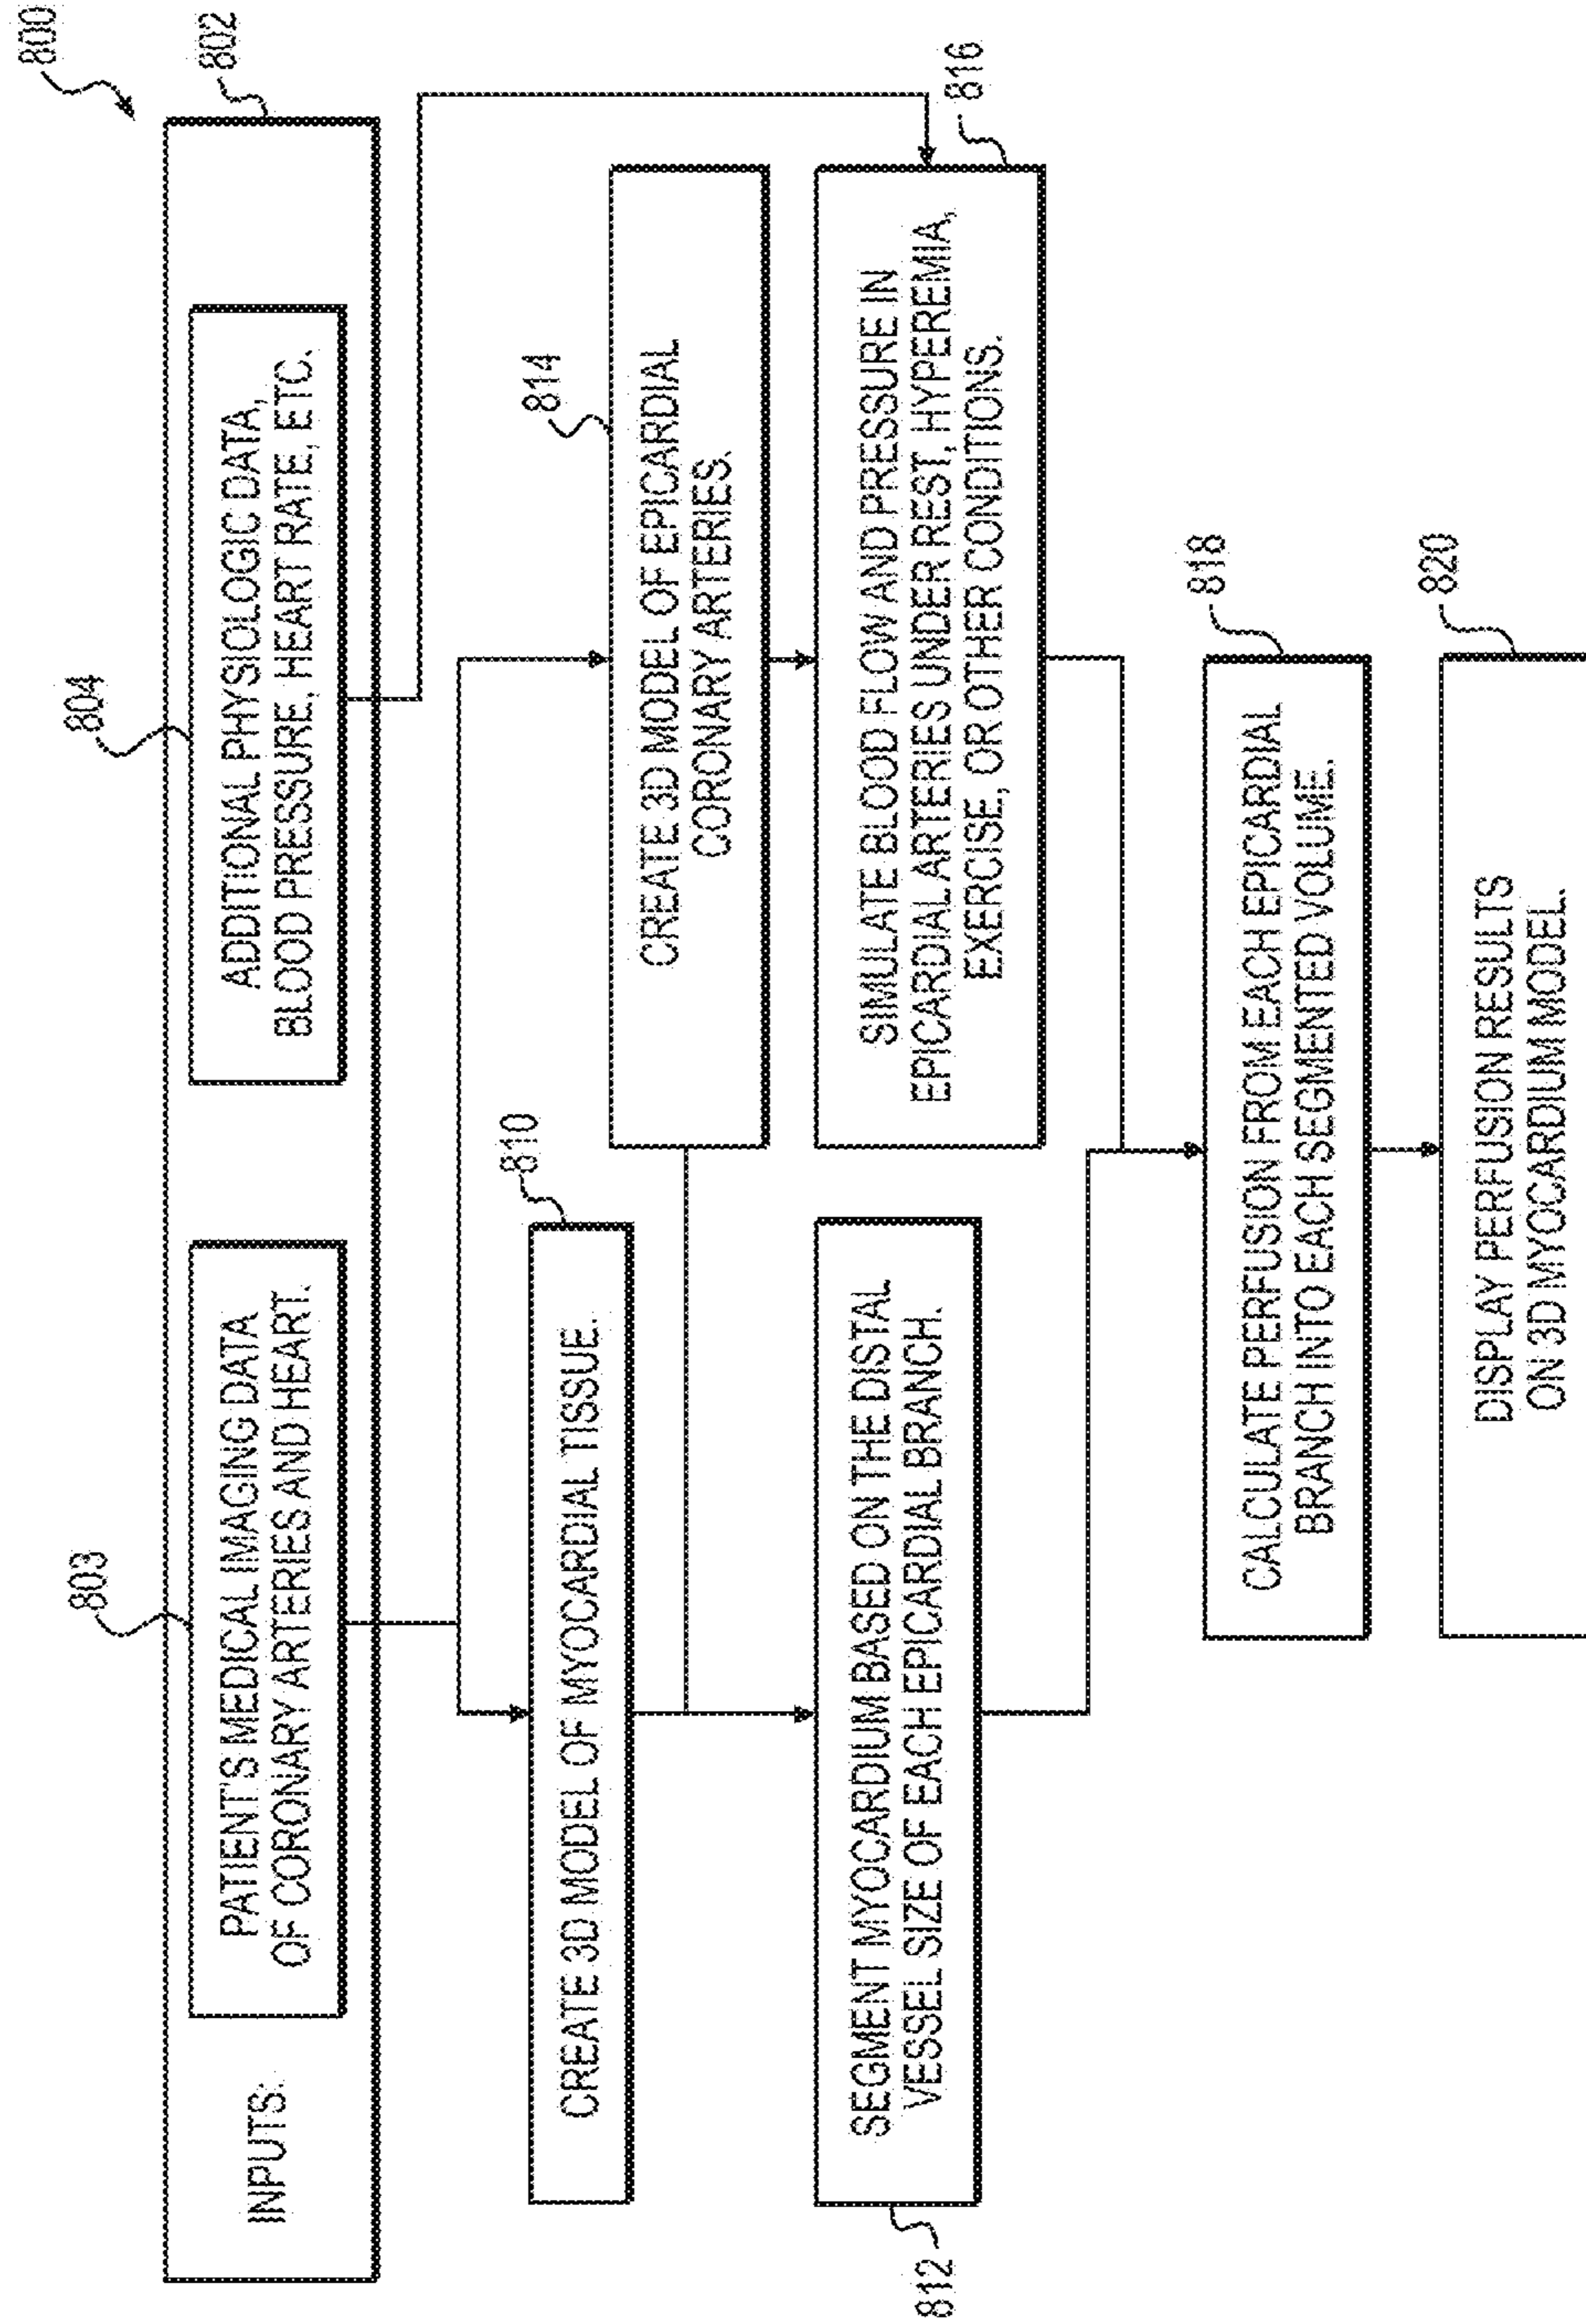 800
802
INPUTS:
803
PATIENT'S MEDICAL IMAGING DATA
OF CORONARY ARTERIES AND HEART.
804
ADDITIONAL PHYSIOLOGIC DATA,
BLOOD PRESSURE, HEART RATE, ETC.
810
CREATE 3D MODEL OF MYOCARDIAL TISSUE.
814
CREATE 3D MODEL OF EPICARDIAL
CORONARY ARTERIES.
812
SEGMENT MYOCARDIUM BASED ON THE DISTAL
VESSEL SIZE OF EACH EPICARDIAL BRANCH.
816
SIMULATE BLOOD FLOW AND PRESSURE IN
EPICARDIAL ARTERIES UNDER REST, HYPEREMIA,
EXERCISE, OR OTHER CONDITIONS.
818
CALCULATE PERFUSION FROM EACH EPICARDIAL
BRANCH INTO EACH SEGMENTED VOLUME.
820
DISPLAY PERFUSION RESULTS
ON 3D MYOCARDIUM MODEL.